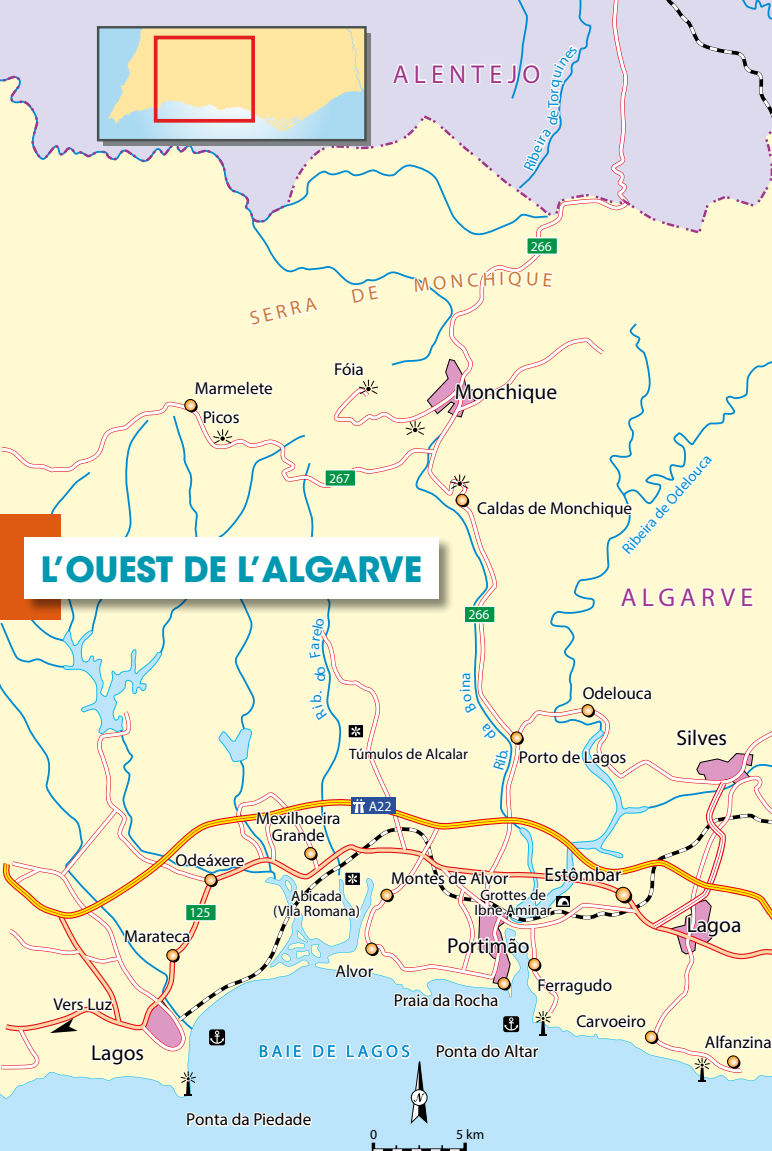 ALENTEJO
Ribeira de Torquines
266
SERRA DE MONCHIQUE
Fóia
Marmelete
Monchique
Picos
267
Caldas de Monchique
Ribeira de Odelouca
L'OUEST DE L'ALGARVE
ALGARVE
266
Rib. do Farelo
Rib. da Boina
Odelouca
Silves
Túmulos de Alcalar
Porto de Lagos
A22
Mexilhoeira
Grande
Odeáxere
Estômbar
Montes de Alvor
Abicada
(Vila Romana)
Grottes de
Ibne Aminar
125
Lagoa
Marateca
Portimão
Alvor
Ferragudo
Praia da Rocha
Vers Luz
Carvoeiro
Lagos
BAIE DE LAGOS
Ponta do Altar
Alfanzina
N
Ponta da Piedade
0 5 km